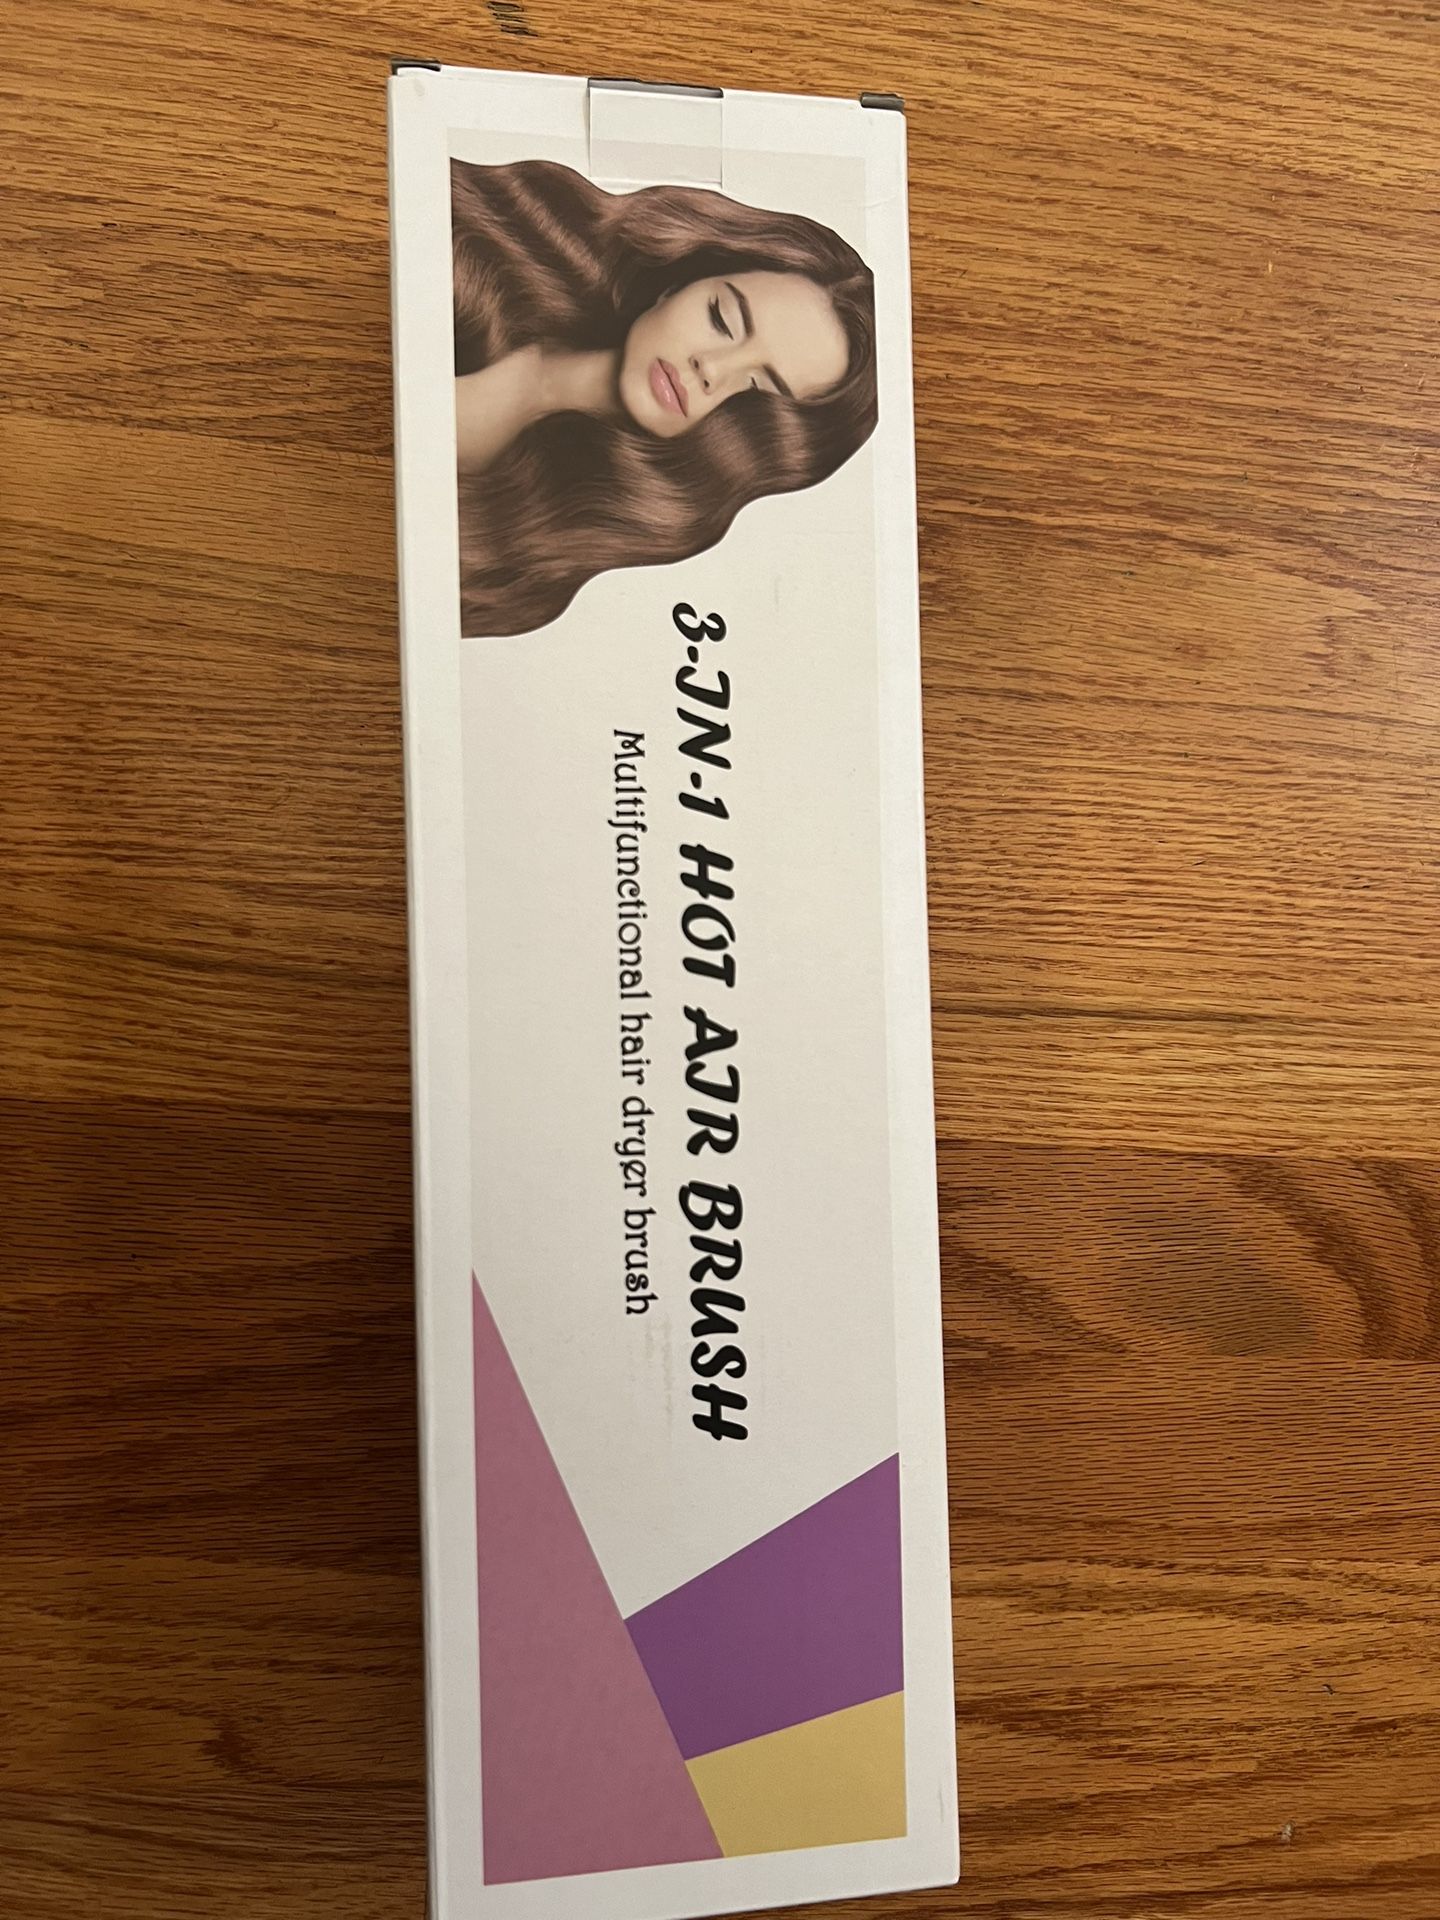 3-IN-1 HOT AIR BRUSH
Multifunctional hair dryer brush